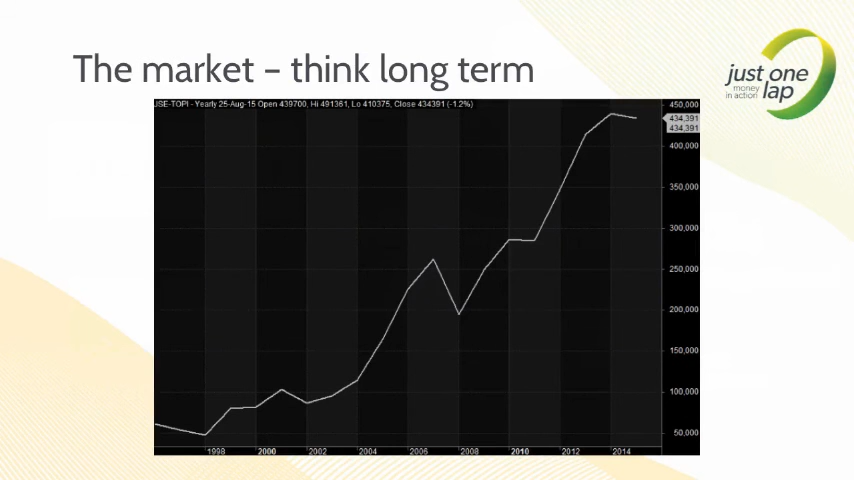 The market – think long term
just one
money
in action
lap
JSE-TOPI - Yearly 25-Aug-15 Open 439700, Hi 491361, Lo 410375, Close 434391 (-1.2%)
450,000
434,391
434,391
400,000
350,000
300,000
250,000
200,000
150,000
100,000
50,000
1998 2000 2002 2004 2006 2008 2010 2012 2014